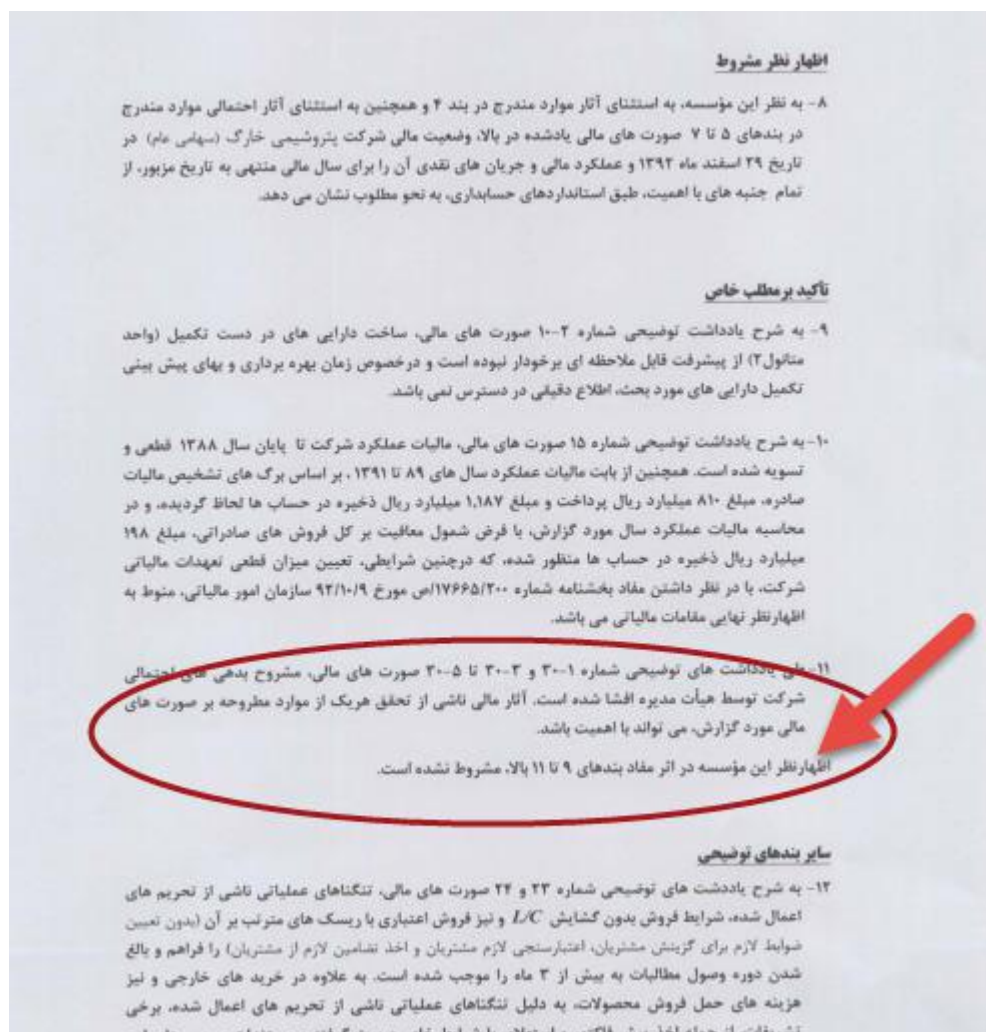 اظهار نظر مشروط
۸- به نظر این مؤسسه، به استثنای آثار موارد مندرج در بند ۴ و همچنین به استثنای آثار احتمالی موارد مندرج
در بندهای ۵ تا ۷ صورت های مالی یادشده در بالا، وضعیت مالی شرکت پتروشیمی خارگ (سهامی عام) در
تاریخ ۲۹ اسفند ماه ۱۳۹۲ و عملکرد مالی و جریان های نقدی آن را برای سال مالی منتهی به تاریخ مزبور، از
تمام جنبه های با اهمیت، طبق استانداردهای حسابداری، به نحو مطلوب نشان می دهد.
تأکید بر مطلب خاص
۹- به شرح یادداشت توضیحی شماره ۲-۱۰ صورت های مالی، ساخت دارایی های در دست تکمیل (واحد
متانول۲) از پیشرفت قابل ملاحظه ای برخودار نبوده است و درخصوص زمان بهره برداری و بهای پیش بینی
تکمیل دارایی های مورد بحث، اطلاع دقیقی در دسترس نمی باشد.
۱۰- به شرح یادداشت توضیحی شماره ۱۵ صورت های مالی، مالیات عملکرد شرکت تا پایان سال ۱۳۸۸ قطعی و
تسویه شده است. همچنین از بابت مالیات عملکرد سال های ۸۹ تا ۱۳۹۱، بر اساس برگ های تشخیص مالیات
صادره، مبلغ ۸۱۰ میلیارد ریال پرداخت و مبلغ ۱,۱۸۷ میلیارد ریال ذخیره در حساب ها لحاظ گردیده، و در
محاسبه مالیات عملکرد سال مورد گزارش، با فرض شمول معافیت بر کل فروش های صادراتی، مبلغ ۱۹۸
میلیارد ریال ذخیره در حساب ها منظور شده، که درچنین شرایطی، تعیین میزان قطعی تعهدات مالیاتی
شرکت، با در نظر داشتن مفاد بخشنامه شماره ۱۷۶۶۵/۲۰۰/ص مورخ ۹۲/۱۰/۹ سازمان امور مالیاتی، منوط به
اظهارنظر نهایی مقامات مالیاتی می باشد.
۱۱- طی یادداشت های توضیحی شماره ۱-۳۰ و ۳-۳۰ تا ۵-۳۰ صورت های مالی، مشروح بدهی های احتمالی
شرکت توسط هیأت مدیره افشا شده است. آثار مالی ناشی از تحقق هریک از موارد مطروحه بر صورت های
مالی مورد گزارش، می تواند با اهمیت باشد.
اظهارنظر این مؤسسه در اثر مفاد بندهای ۹ تا ۱۱ بالا، مشروط نشده است.
سایر بندهای توضیحی
۱۲- به شرح یاددشت های توضیحی شماره ۲۳ و ۲۴ صورت های مالی، تنگناهای عملیاتی ناشی از تحریم های
اعمال شده، شرایط فروش بدون گشایش L/C و نیز فروش اعتباری با ریسک های مترتب بر آن (بدون تعیین
ضوابط لازم برای گزینش مشتریان، اعتبارسنجی لازم مشتریان و اخذ تضامین لازم از مشتریان) را فراهم و بالغ
شدن دوره وصول مطالبات به بیش از ۳ ماه را موجب شده است. به علاوه در خرید های خارجی و نیز
هزینه های حمل فروش محصولات، به دلیل تنگناهای عملیاتی ناشی از تحریم های اعمال شده، برخی